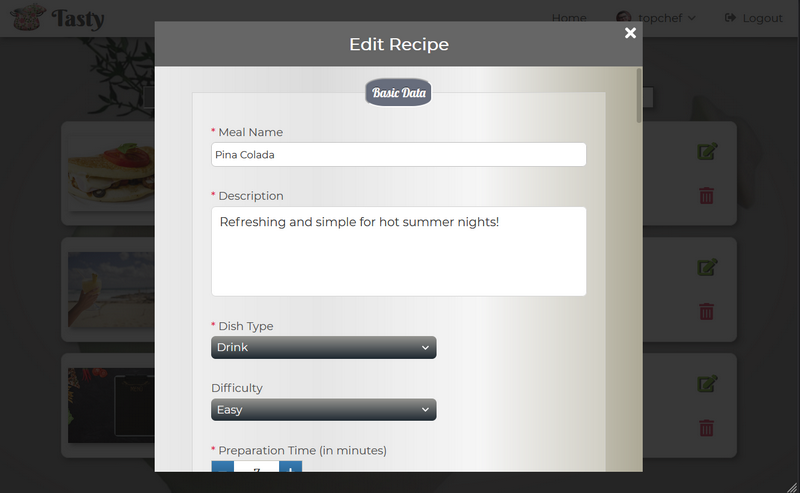 Tasty
Home
topchef
Logout
Edit Recipe
Basic Data
* Meal Name
Pina Colada
* Description
Refreshing and simple for hot summer nights!
* Dish Type
Drink
Difficulty
Easy
* Preparation Time (in minutes)